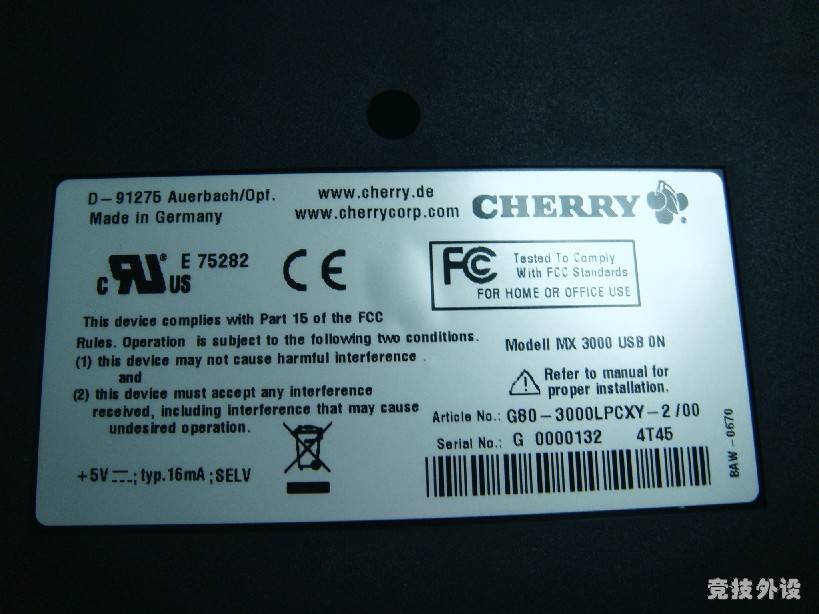 D-91275 Auerbach/Opf.
Made in Germany
www.cherry.de
www.cherrycorp.com
CHERRY
c RU US
E 75282
CE
FC
Tested To Comply
With FCC Standards
FOR HOME OR OFFICE USE
This device complies with Part 15 of the FCC
Rules. Operation is subject to the following two conditions.
(1) this device may not cause harmful interference
and
(2) this device must accept any interference
received, including interference that may cause
undesired operation.
Modell MX 3000 USB 0N
Refer to manual for
proper installation.
Article No.: G80-3000LPCXY-2/00
Serial No.: G 0000132 4T45
+5V ; typ.16mA ; SELV
BAW-0670
竞技外设